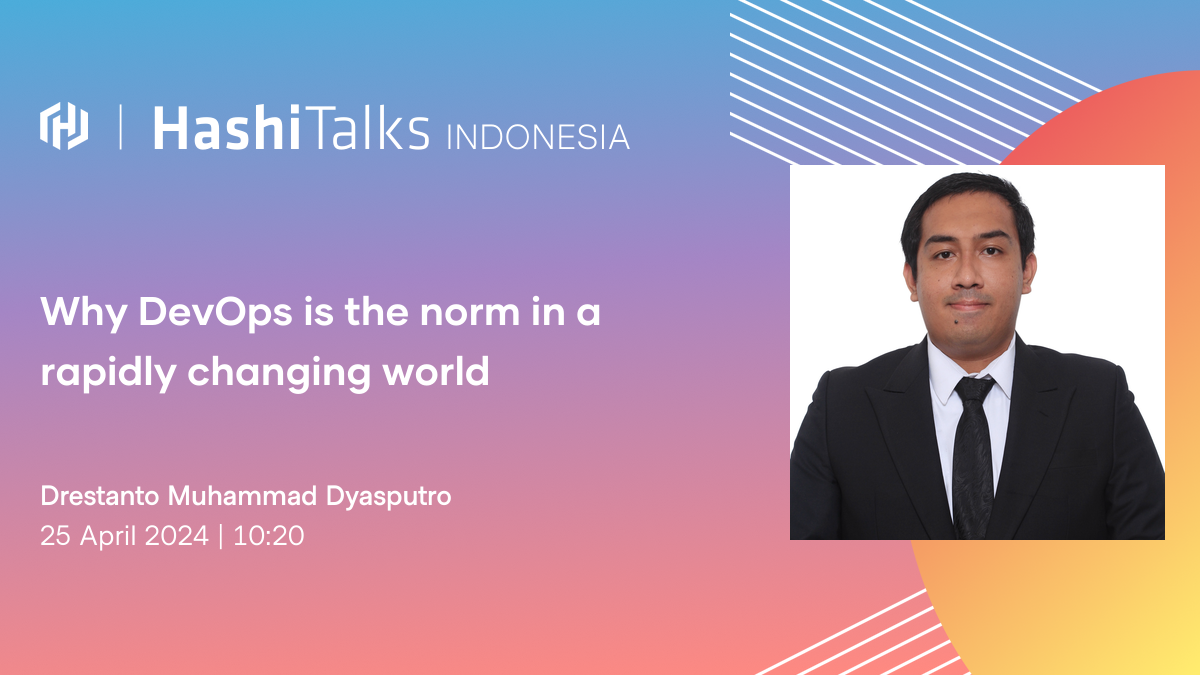 HashiTalks INDONESIA
Why DevOps is the norm in a
rapidly changing world
Drestanto Muhammad Dyasputro
25 April 2024 | 10:20